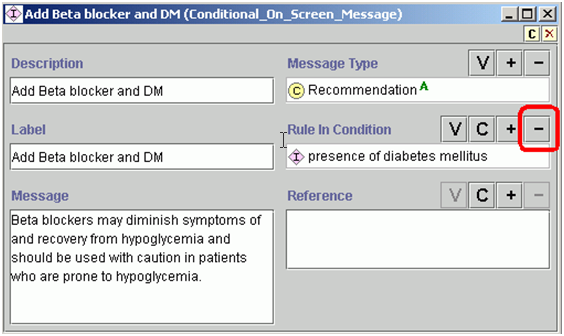 Add Beta blocker and DM (Conditional_On_Screen_Message)
C
Description
Add Beta blocker and DM
Message Type
V + −
C Recommendation A
Label
Add Beta blocker and DM
Rule In Condition
V C + −
I presence of diabetes mellitus
Message
Beta blockers may diminish symptoms of
and recovery from hypoglycemia and
should be used with caution in patients
who are prone to hypoglycemia.
Reference
V C + −